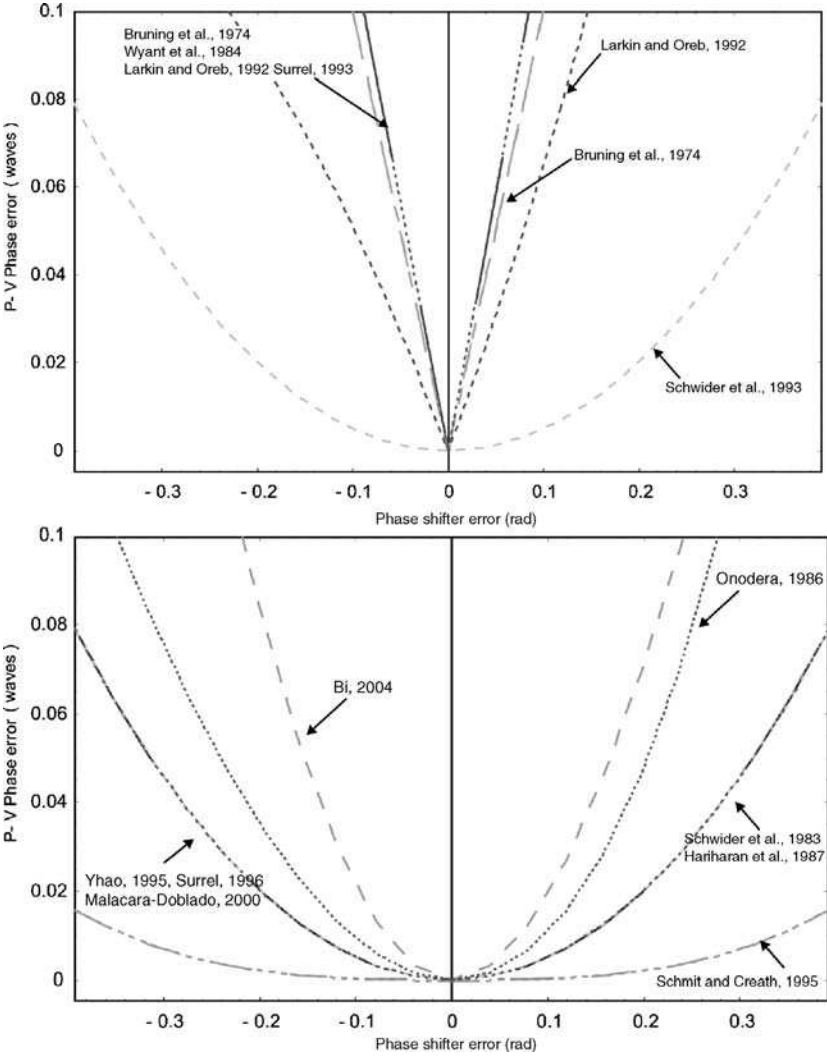 0.1
0.08
0.06
0.04
0.02
0
P- V Phase error ( waves)
Bruning et al., 1974
Wyant et al., 1984
Larkin and Oreb, 1992 Surrel, 1993
Larkin and Oreb, 1992
Bruning et al., 1974
Schwider et al., 1993
- 0.3
- 0.2
- 0.1
0
0.1
0.2
0.3
Phase shifter error (rad)
0.1
0.08
0.06
0.04
0.02
0
P- V Phase error ( waves)
Onodera, 1986
Bi, 2004
Schwider et al., 1983
Hariharan et al., 1987
Yhao, 1995, Surrel, 1996
Malacara-Doblado, 2000
Schmit and Creath, 1995
- 0.3
- 0.2
- 0.1
0
0.1
0.2
0.3
Phase shifter error (rad)